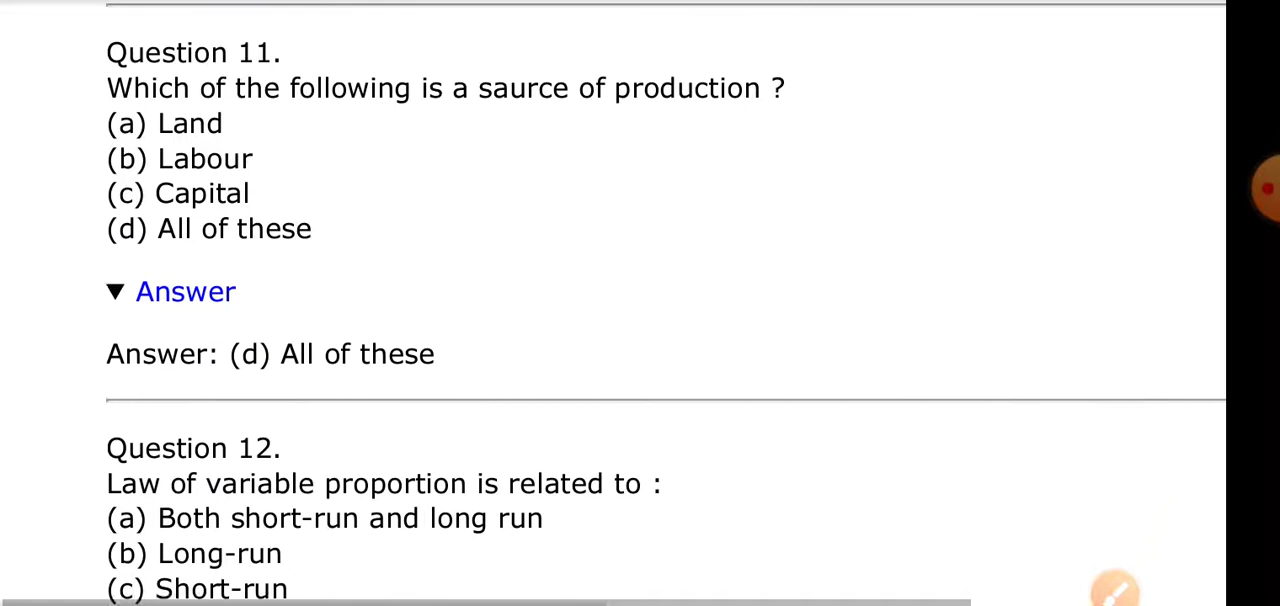 Question 11.
Which of the following is a saurce of production ?
(a) Land
(b) Labour
(c) Capital
(d) All of these
▼ Answer
Answer: (d) All of these
Question 12.
Law of variable proportion is related to :
(a) Both short-run and long run
(b) Long-run
(c) Short-run